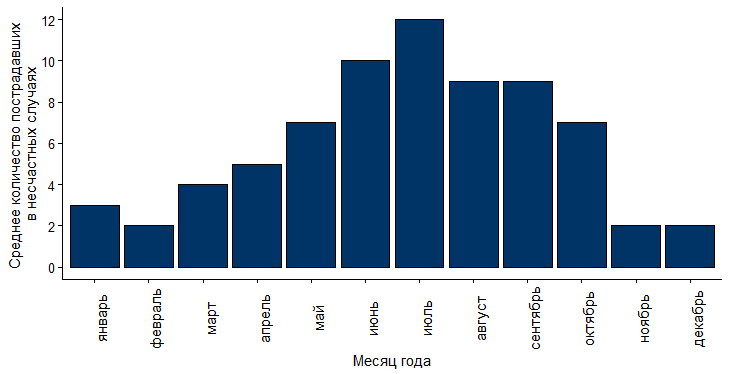 Среднее количество пострадавших
в несчастных случаях
12
10
8
6
4
2
0
январь
февраль
март
апрель
май
июнь
июль
август
сентябрь
октябрь
ноябрь
декабрь
Месяц года